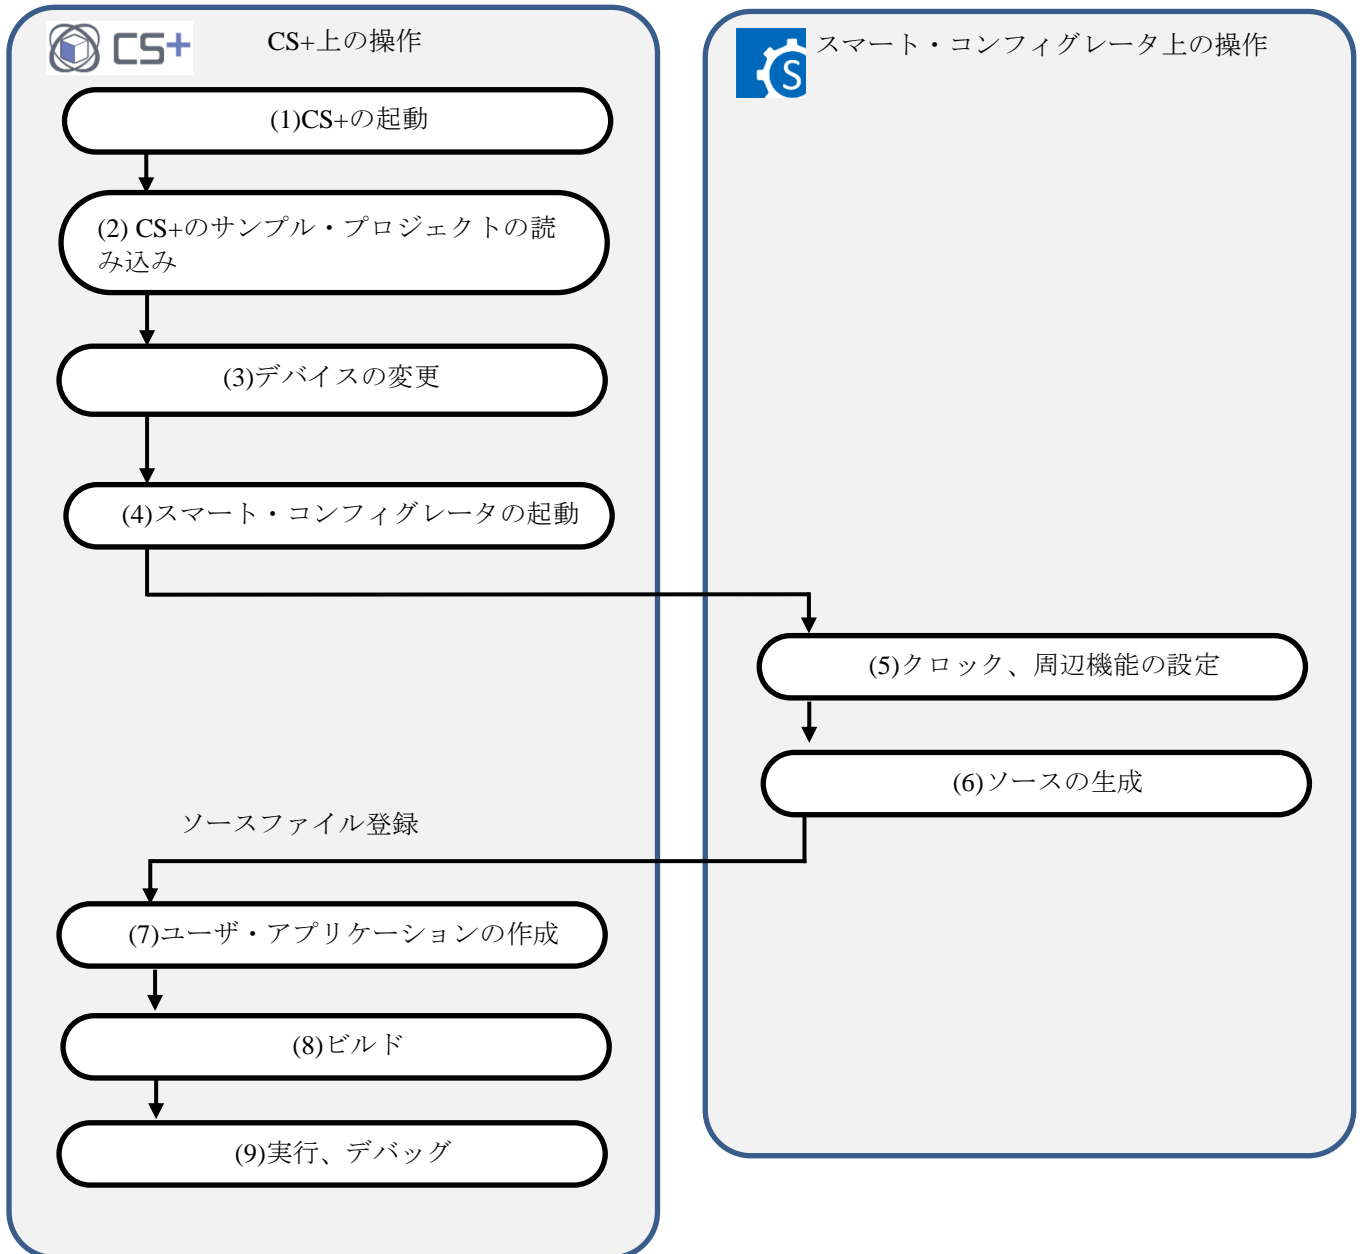 CS+
CS+上の操作
(1)CS+の起動
(2) CS+のサンプル・プロジェクトの読
み込み
(3)デバイスの変更
(4)スマート・コンフィグレータの起動
S
スマート・コンフィグレータ上の操作
(5)クロック、周辺機能の設定
(6)ソースの生成
ソースファイル登録
(7)ユーザ・アプリケーションの作成
(8)ビルド
(9)実行、デバッグ